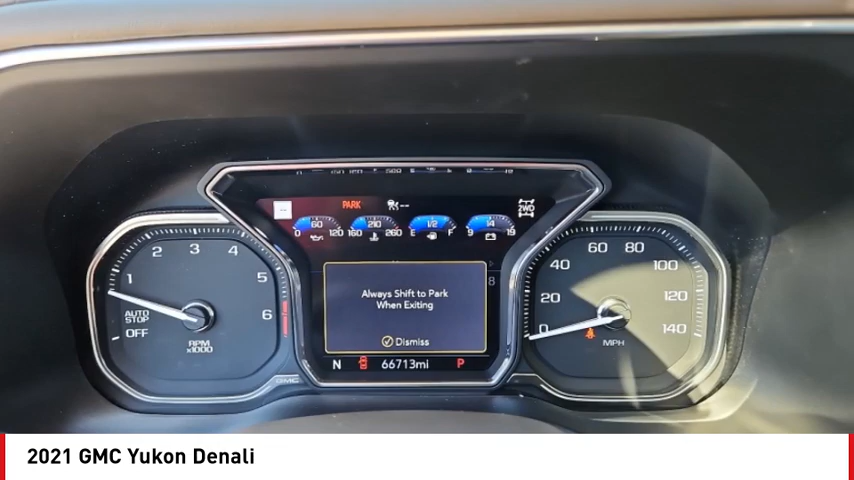 PARK --
2WD
60 210 1/2 14
0 120 160 260 E F 9 19
1 2 3 4 5 6
AUTO
STOP
OFF
RPM
x1000
GMC
8
Always Shift to Park
When Exiting
Dismiss
N 66713mi P
0 20 40 60 80 100 120 140
MPH
2021 GMC Yukon Denali